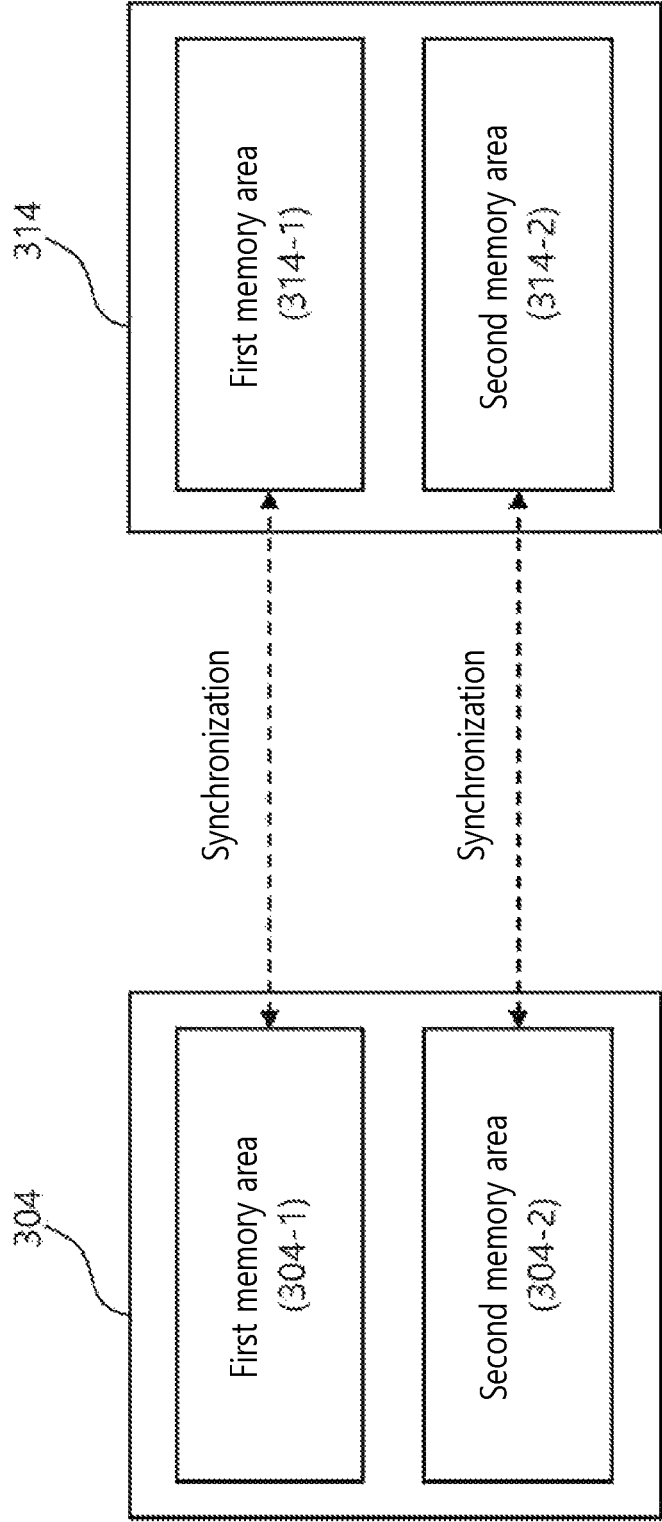 304
First memory area
(304-1)
Second memory area
(304-2)
Synchronization
Synchronization
314
First memory area
(314-1)
Second memory area
(314-2)